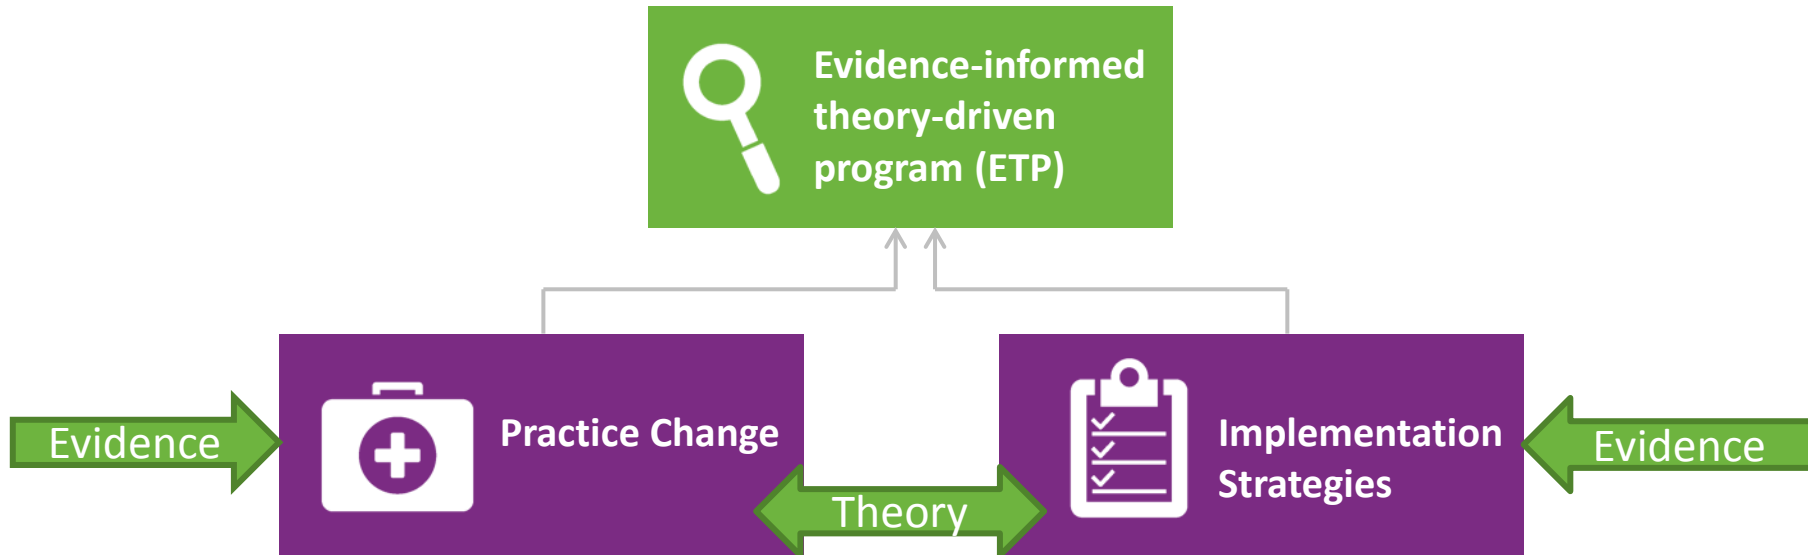 Evidence-informed
theory-driven
program (ETP)
Evidence
Practice Change
Theory
Implementation
Strategies
Evidence